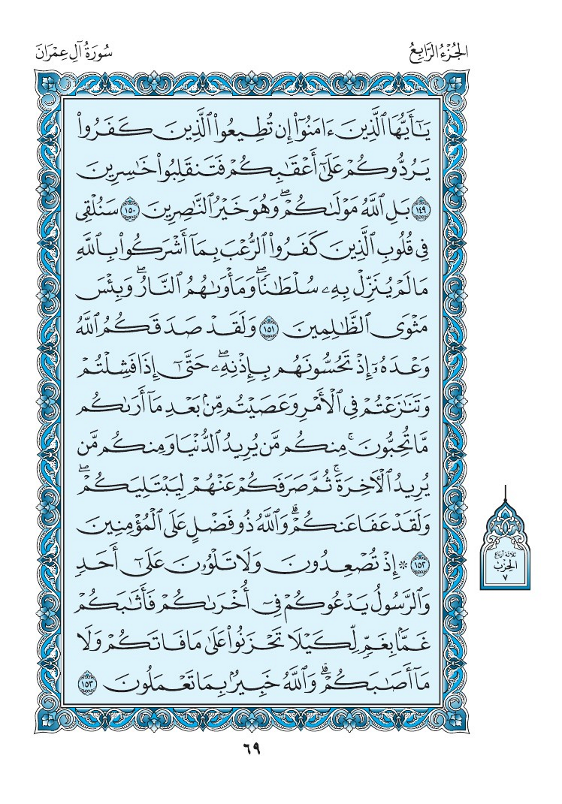 الجُزْءُ الرَّابِعُ
سُورَةُ آلِ عِمْرَانَ
يَٰٓأَيُّهَا ٱلَّذِينَ ءَامَنُوٓا۟ إِن تُطِيعُوا۟ ٱلَّذِينَ كَفَرُوا۟
يَرُدُّوكُمْ عَلَىٰٓ أَعْقَٰبِكُمْ فَتَنقَلِبُوا۟ خَٰسِرِينَ
١٤٩ بَلِ ٱللَّهُ مَوْلَىٰكُمْ ۖ وَهُوَ خَيْرُ ٱلنَّٰصِرِينَ ١٥٠ سَنُلْقِى
فِى قُلُوبِ ٱلَّذِينَ كَفَرُوا۟ ٱلرُّعْبَ بِمَآ أَشْرَكُوا۟ بِٱللَّهِ
مَا لَمْ يُنَزِّلْ بِهِۦ سُلْطَٰنًا ۖ وَمَأْوَىٰهُمُ ٱلنَّارُ ۖ وَبِئْسَ
مَثْوَى ٱلظَّٰلِمِينَ ١٥١ وَلَقَدْ صَدَقَكُمُ ٱللَّهُ
وَعْدَهُۥٓ إِذْ تَحُسُّونَهُم بِإِذْنِهِۦ ۖ حَتَّىٰٓ إِذَا فَشِلْتُمْ
وَتَنَٰزَعْتُمْ فِى ٱلْأَمْرِ وَعَصَيْتُم مِّنۢ بَعْدِ مَآ أَرَىٰكُم
مَّا تُحِبُّونَ ۚ مِنكُم مَّن يُرِيدُ ٱلدُّنْيَا وَمِنكُم مَّن
يُرِيدُ ٱلْءَاخِرَةَ ۚ ثُمَّ صَرَفَكُمْ عَنْهُمْ لِيَبْتَلِيَكُمْ ۖ
وَلَقَدْ عَفَا عَنكُمْ ۗ وَٱللَّهُ ذُو فَضْلٍ عَلَى ٱلْمُؤْمِنِينَ
١٥٢ * إِذْ تُصْعِدُونَ وَلَا تَلْوُۥنَ عَلَىٰٓ أَحَدٍ
وَٱلرَّسُولُ يَدْعُوكُمْ فِىٓ أُخْرَىٰكُمْ فَأَثَٰبَكُمْ
غَمًّۢا بِغَمٍّ لِّكَيْلَا تَحْزَنُوا۟ عَلَىٰ مَا فَاتَكُمْ وَلَا
مَآ أَصَٰبَكُمْ ۗ وَٱللَّهُ خَبِيرٌۢ بِمَا تَعْمَلُونَ ١٥٣
ثلاثة أرباع
الحزب
٧
٦٩